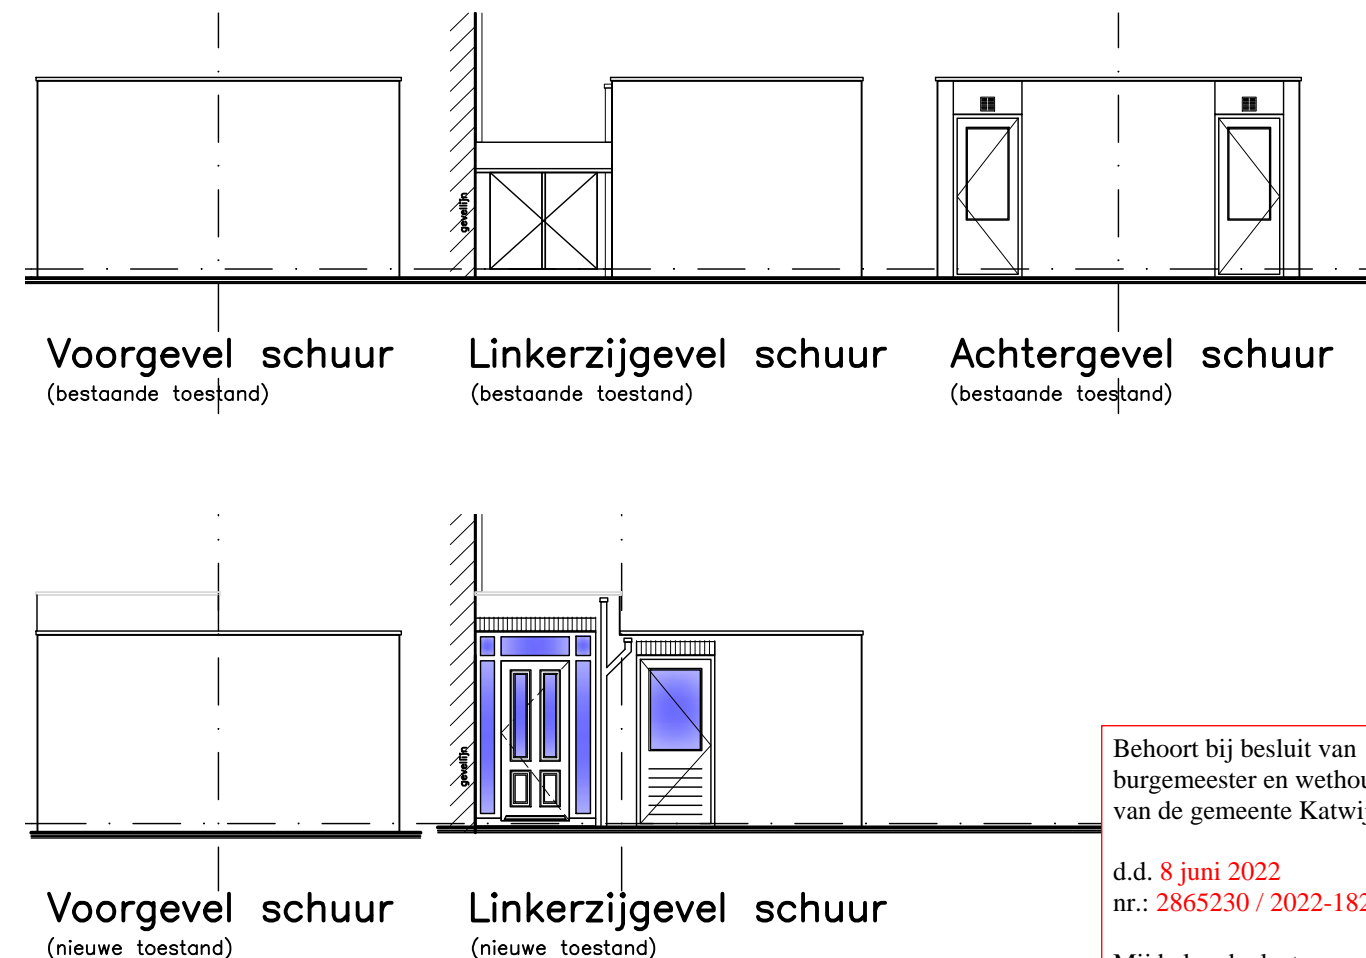 gevellijn
Voorgevel schuur
(bestaande toestand)
Linkerzijgevel schuur
(bestaande toestand)
Achtergevel schuur
(bestaande toestand)
gevellijn
Voorgevel schuur
(nieuwe toestand)
Linkerzijgevel schuur
(nieuwe toestand)
Behoort bij besluit van
burgemeester en wethou
van de gemeente Katwij
d.d. 8 juni 2022
nr.: 2865230 / 2022-182